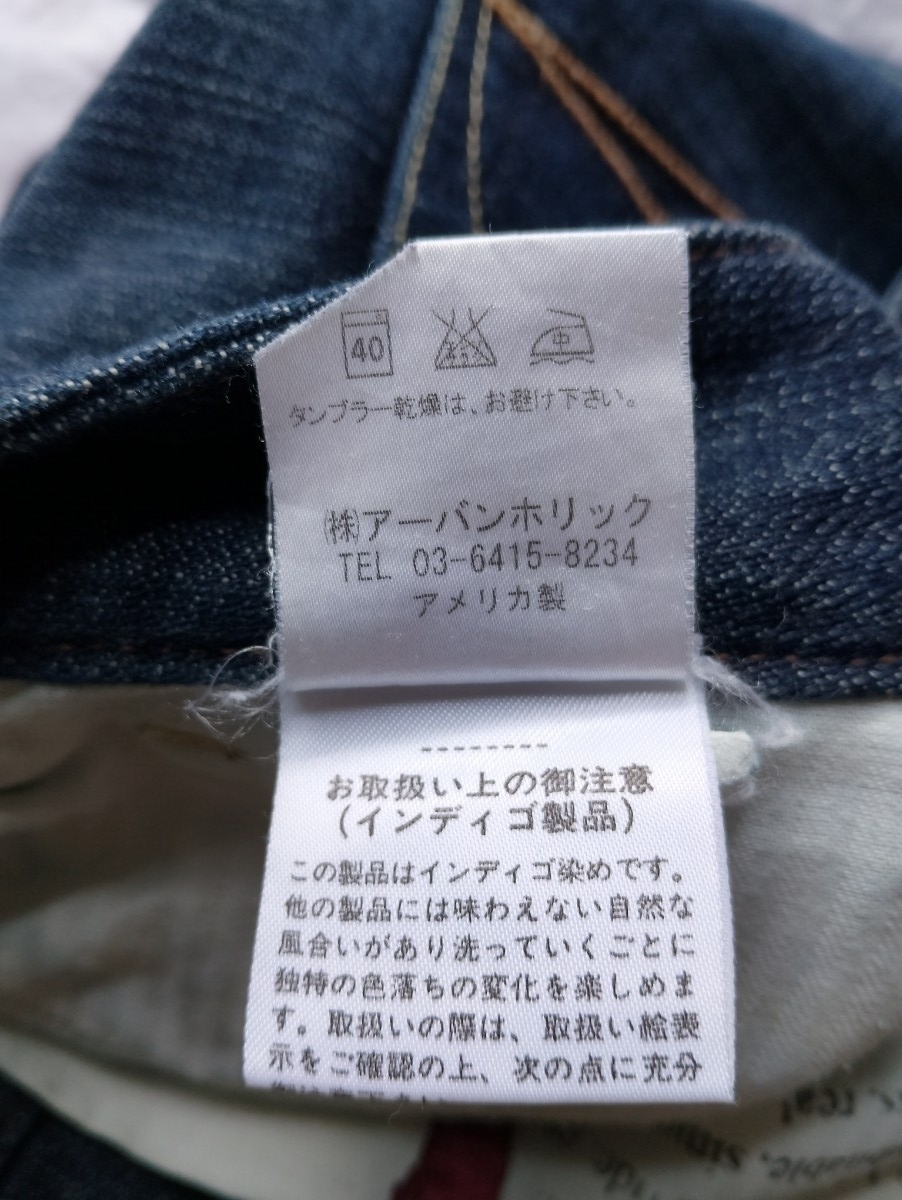 40
中
タンブラー乾燥は、お避け下さい。
㈱アーバンホリック
TEL 03-6415-8234
アメリカ製
--------
お取扱い上の御注意
(インディゴ製品)
この製品はインディゴ染めです。
他の製品には味わえない自然な
風合いがあり洗っていくごとに
独特の色落ちの変化を楽しめま
す。取扱いの際は、取扱い絵表
示をご確認の上、次の点に充分